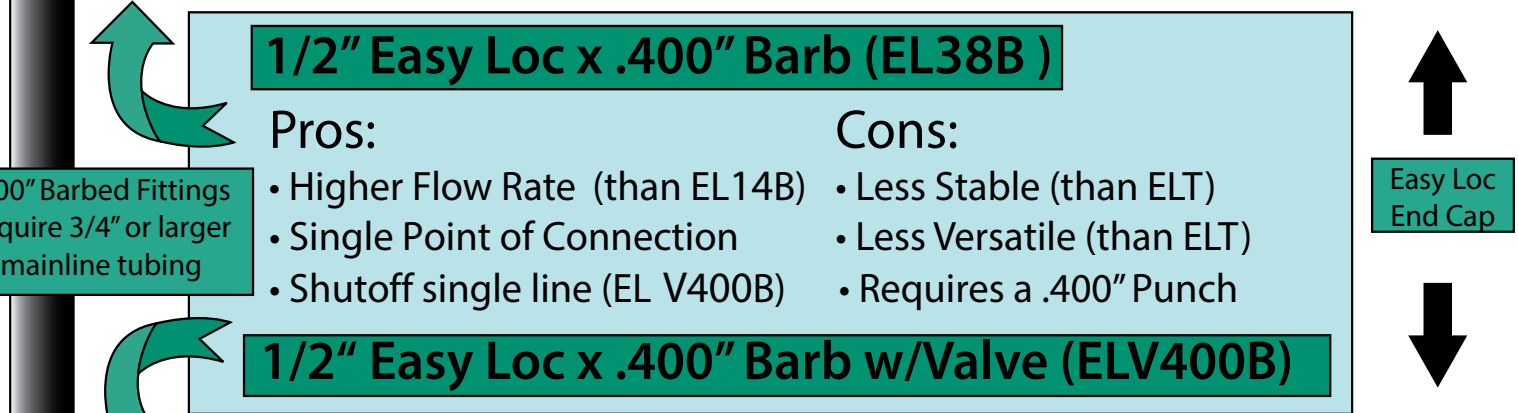 1/2" Easy Loc x .400" Barb (EL38B )
Pros:
• Higher Flow Rate (than EL14B)
• Single Point of Connection
• Shutoff single line (EL V400B)
Cons:
• Less Stable (than ELT)
• Less Versatile (than ELT)
• Requires a .400" Punch
1/2“ Easy Loc x .400" Barb w/Valve (ELV400B)
Barbed Fittings
3/4" or larger
mainline tubing
Easy Loc
End Cap